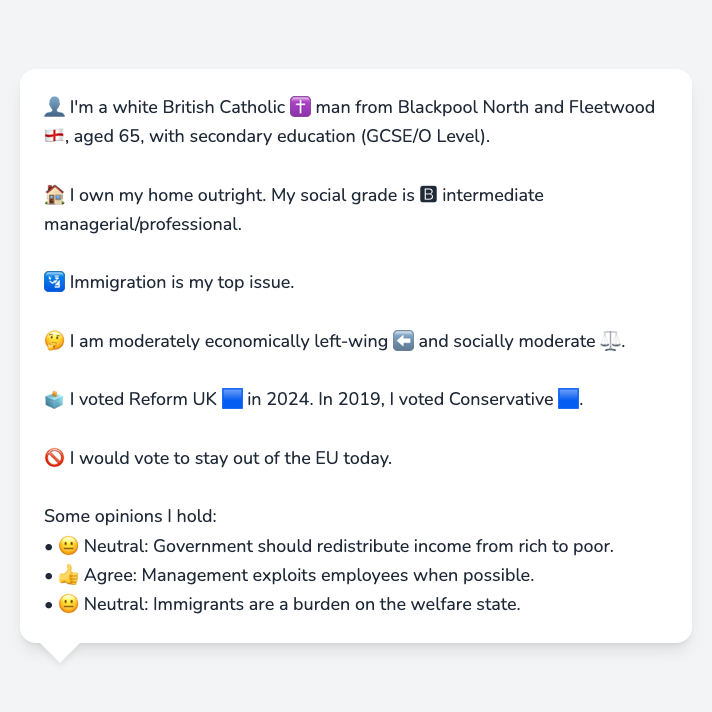 👤 I'm a white British Catholic ✝️ man from Blackpool North and Fleetwood
🏴󠁧󠁢󠁥󠁮󠁧󠁿, aged 65, with secondary education (GCSE/O Level).
🏠 I own my home outright. My social grade is 🅱 intermediate
managerial/professional.
🛂 Immigration is my top issue.
🤔 I am moderately economically left-wing ⬅️ and socially moderate ⚖️.
🗳️ I voted Reform UK 🟦 in 2024. In 2019, I voted Conservative 🟦.
🚫 I would vote to stay out of the EU today.
Some opinions I hold:
• 😐 Neutral: Government should redistribute income from rich to poor.
• 👍 Agree: Management exploits employees when possible.
• 😐 Neutral: Immigrants are a burden on the welfare state.